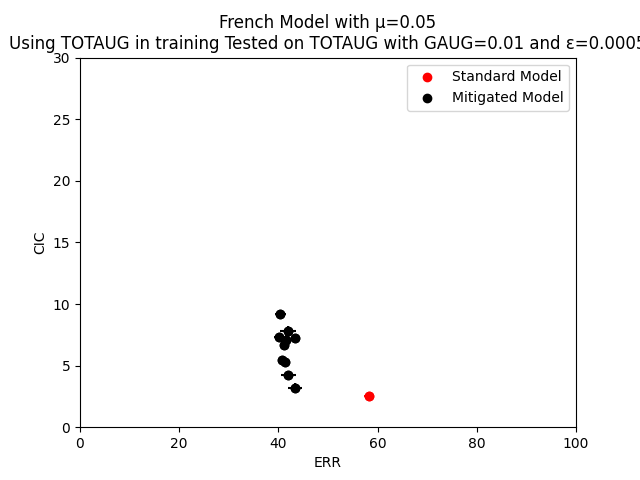 French Model with μ=0.05
Using TOTAUG in training Tested on TOTAUG with GAUG=0.01 and ε=0.0005
Standard Model
Mitigated Model
30
25
20
15
10
5
0
CIC
0 20 40 60 80 100
ERR